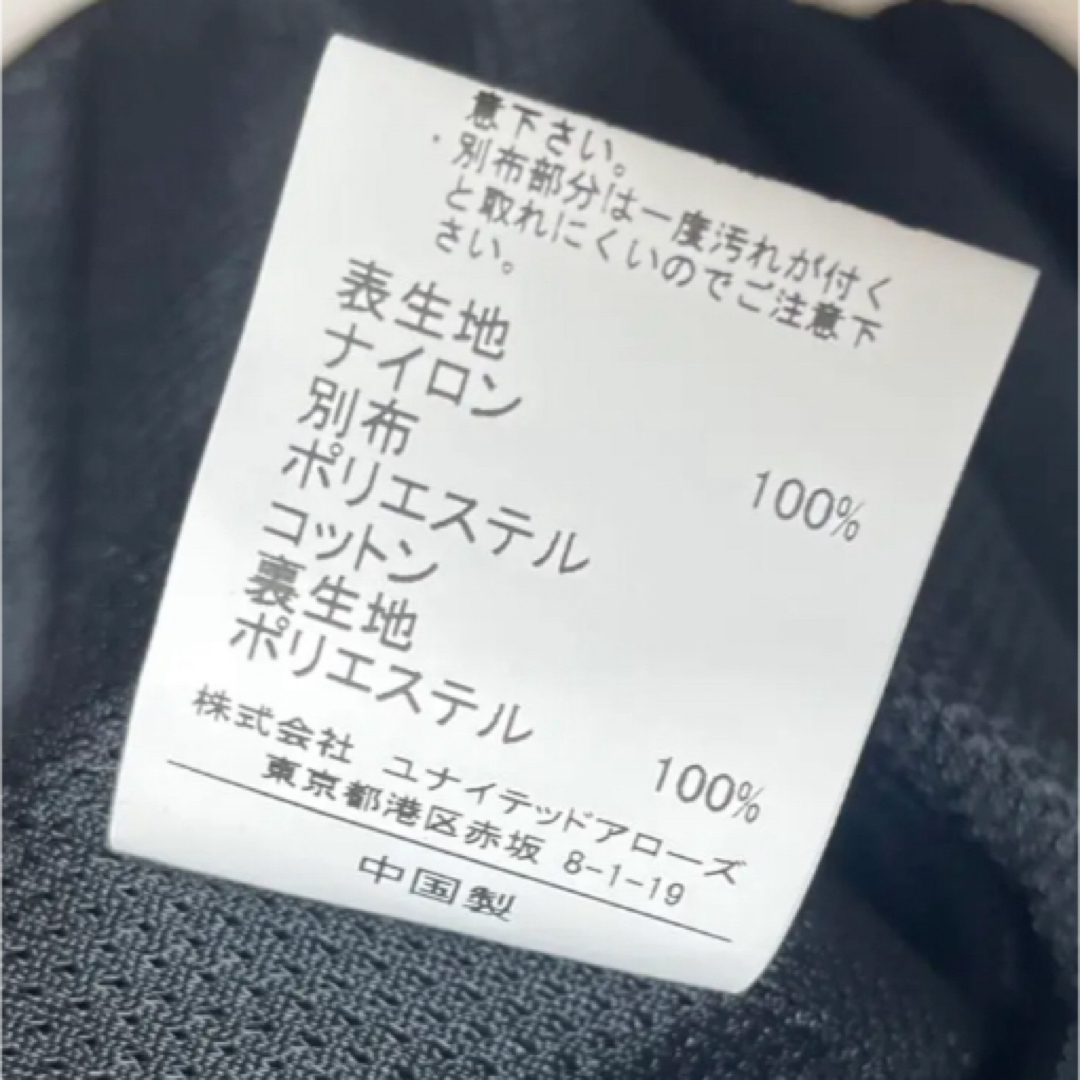 意下さい。
・別布部分は一度汚れが付く
と取れにくいのでご注意下
さい。
表生地
ナイロン 100%
別布
ポリエステル
コットン
裏生地
ポリエステル 100%
株式会社 ユナイテッドアローズ
東京都港区赤坂 8-1-19
中国製